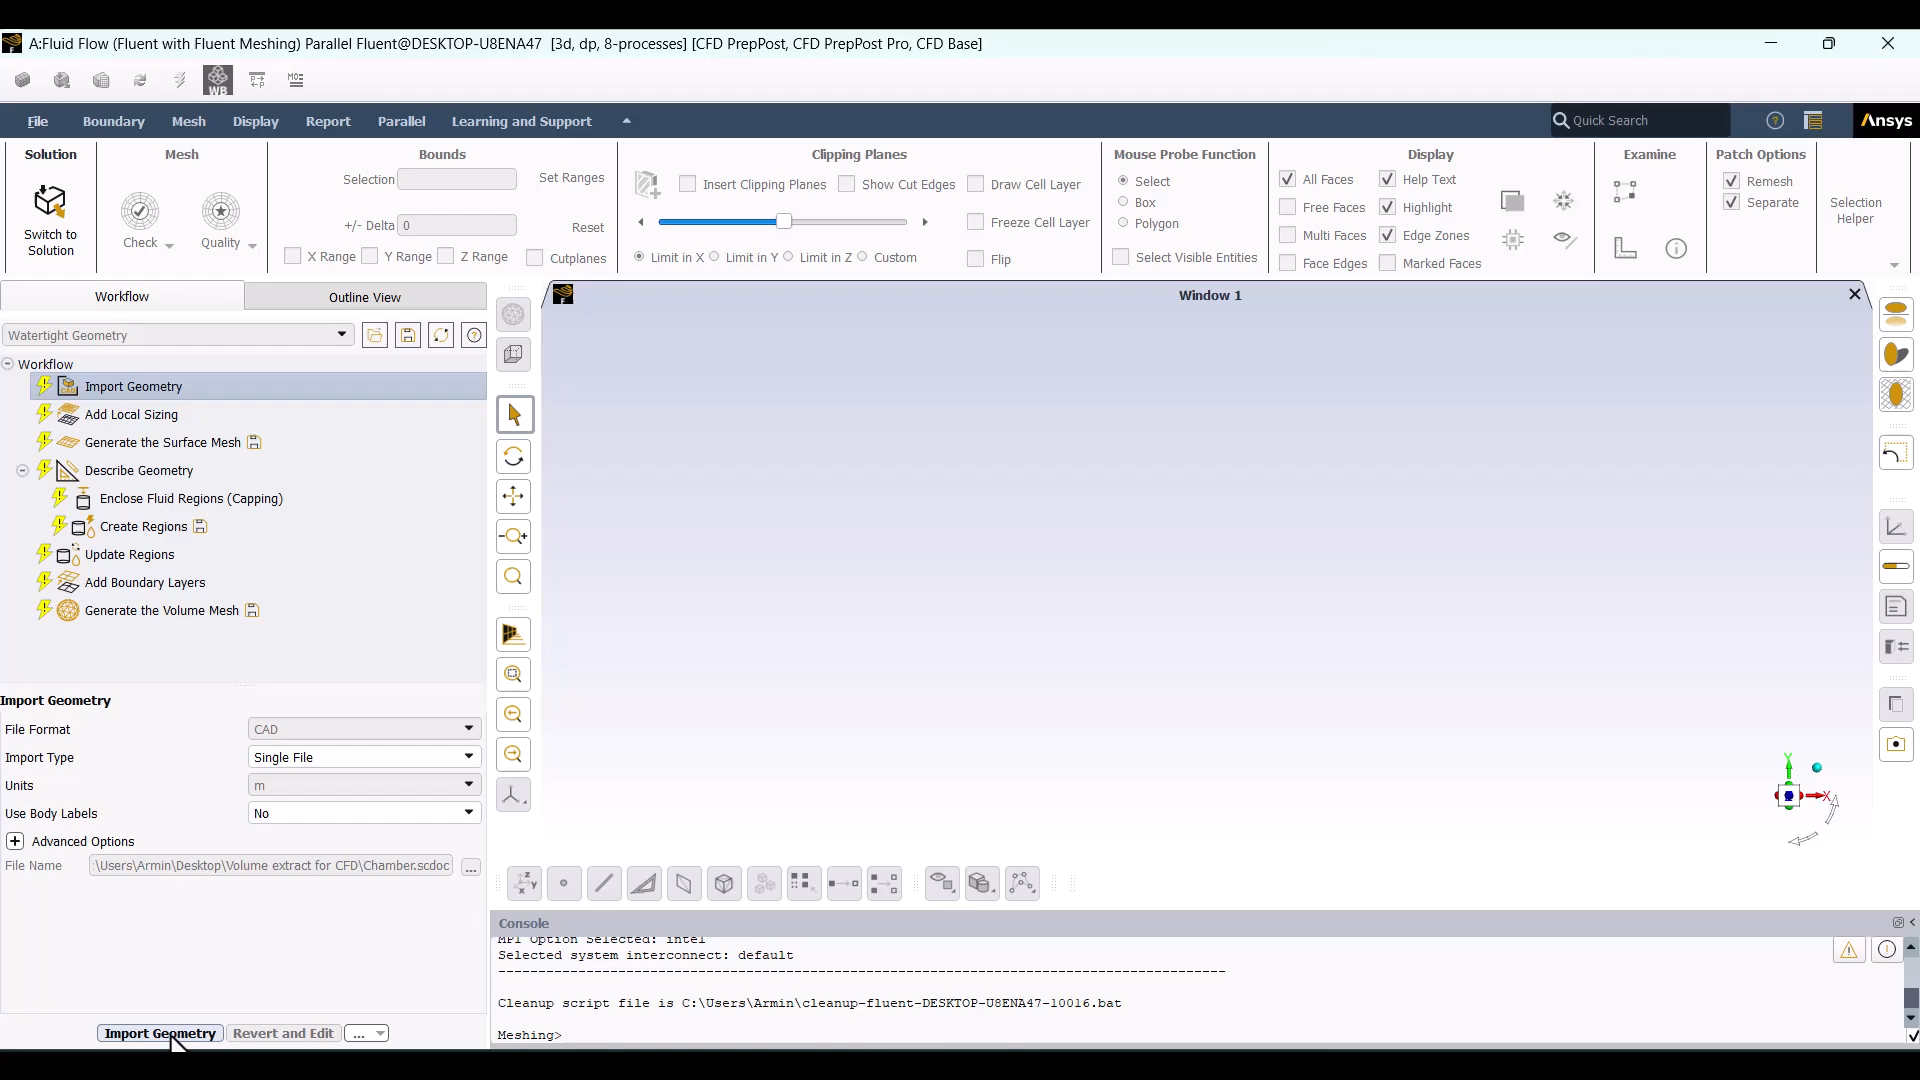 A:Fluid Flow (Fluent with Fluent Meshing) Parallel Fluent@DESKTOP-U8ENA47 [3d, dp, 8-processes] [CFD PrepPost, CFD PrepPost Pro, CFD Base]
WB
File Boundary Mesh Display Report Parallel Learning and Support Quick Search Ansys
Solution Mesh Bounds Clipping Planes Mouse Probe Function Display Examine Patch Options
Selection Set Ranges Insert Clipping Planes Show Cut Edges Draw Cell Layer Select All Faces Help Text Remesh
Box Free Faces Highlight Separate Selection Helper
+/- Delta 0 Reset Freeze Cell Layer Polygon Multi Faces Edge Zones
Switch to Solution Check Quality X Range Y Range Z Range Cutplanes Limit in X Limit in Y Limit in Z Custom Flip Select Visible Entities Face Edges Marked Faces
Workflow Outline View Window 1
Watertight Geometry
Workflow
Import Geometry
Add Local Sizing
Generate the Surface Mesh
Describe Geometry
Enclose Fluid Regions (Capping)
Create Regions
Update Regions
Add Boundary Layers
Generate the Volume Mesh
Import Geometry
File Format CAD
Import Type Single File
Units m
Use Body Labels No
Advanced Options
File Name :\Users\Armin\Desktop\Volume extract for CFD\Chamber.scdoc ...
Import Geometry Revert and Edit ...
Y
X
Console
MPI Option Selected: intel
Selected system interconnect: default
Cleanup script file is C:\Users\Armin\cleanup-fluent-DESKTOP-U8ENA47-10016.bat
Meshing>